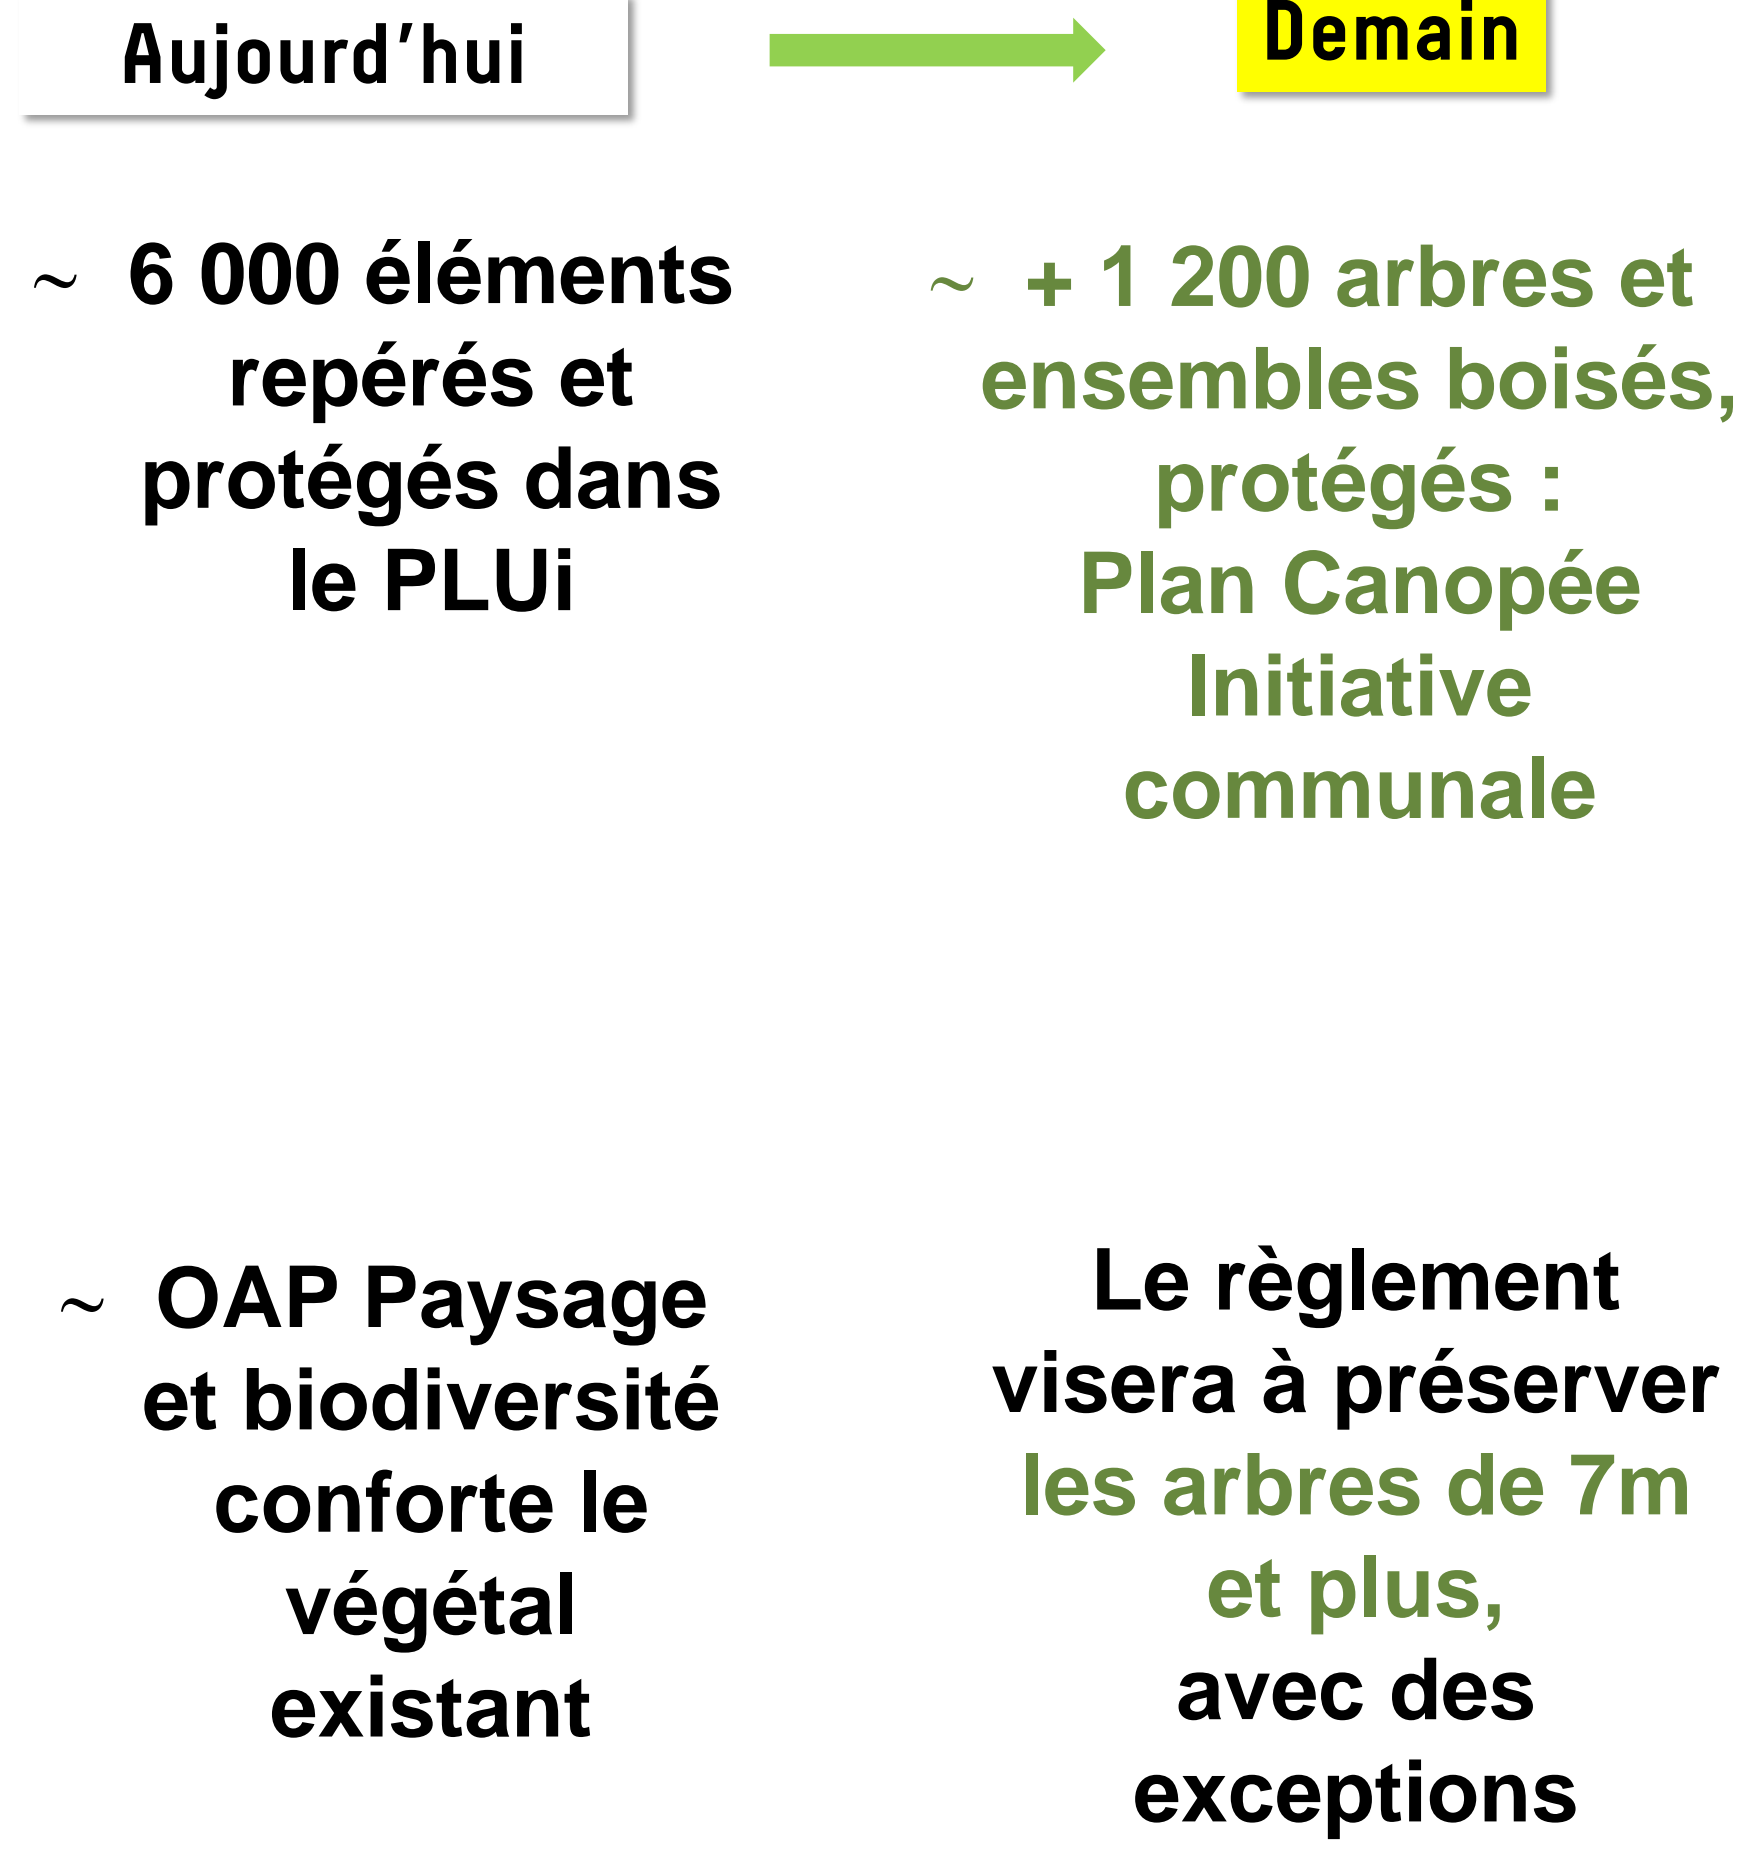 Aujourd'hui
Demain
~ 6 000 éléments
repérés et
protégés dans
le PLUi
~ + 1 200 arbres et
ensembles boisés,
protégés :
Plan Canopée
Initiative
communale
~ OAP Paysage
et biodiversité
conforte le
végétal
existant
Le règlement
visera à préserver
les arbres de 7m
et plus,
avec des
exceptions